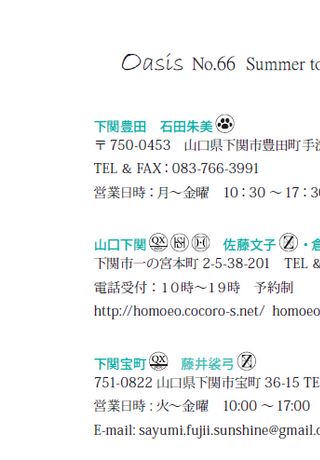 Oasis No.66 Summer to
下関豊田 石田朱美
〒750-0453 山口県下関市豊田町手
TEL & FAX：083-766-3991
営業日時：月〜金曜 10：30 〜 17：3
山口下関 QX 佐藤文子 Z ・倉
下関市一の宮本町 2-5-38-201 TEL &
電話受付：10時〜19時 予約制
http://homoeo.cocoro-s.net/ homoeo
下関宝町 QX 藤井裟弓 Z
751-0822 山口県下関市宝町 36-15 TE
営業日時：火〜金曜 10:00 〜 17:00
E-mail: sayumi.fujii.sunshine@gmail.